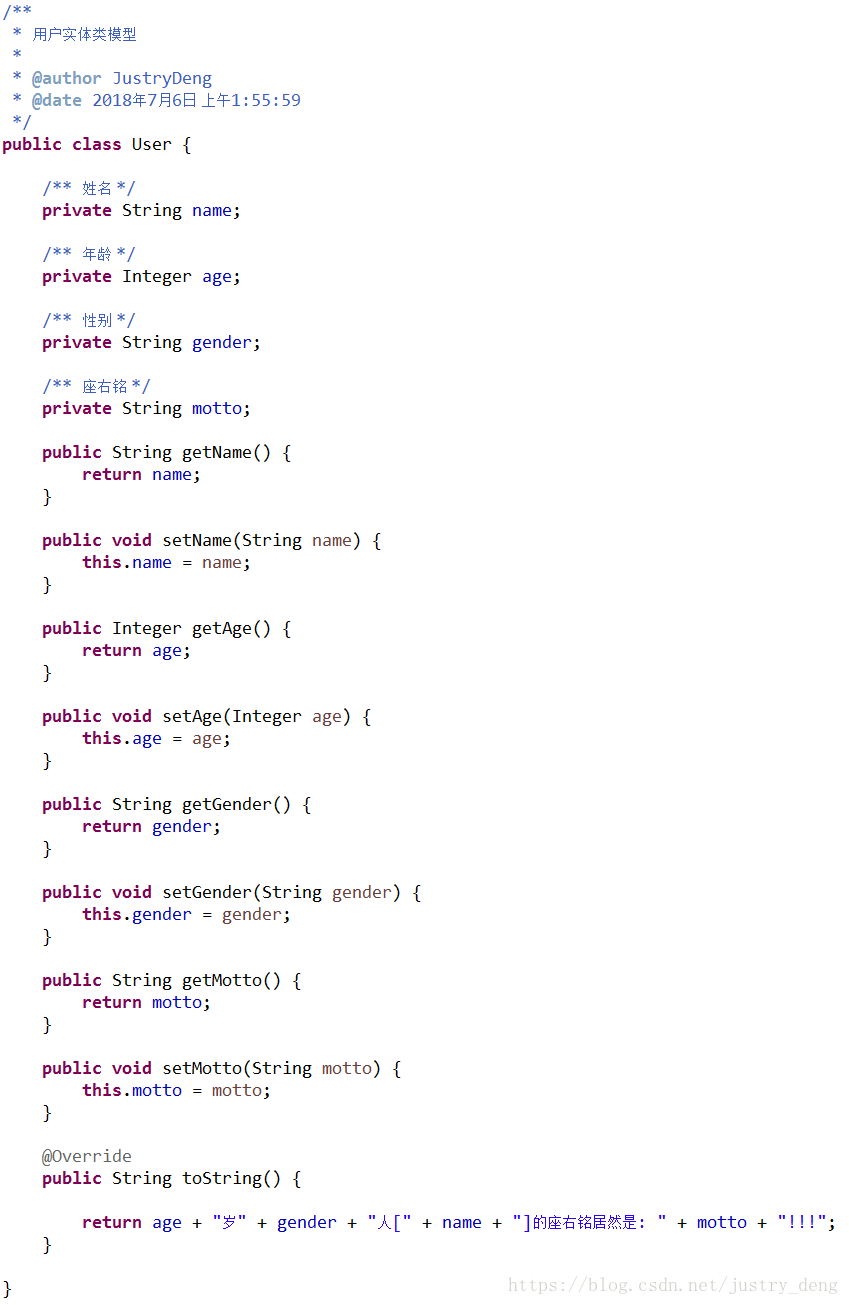 /**
 * 用户实体类模型
 *
 * @author JustryDeng
 * @date 2018年7月6日 上午1:55:59
 */
public class User {
    /** 姓名 */
    private String name;
    /** 年龄 */
    private Integer age;
    /** 性别 */
    private String gender;
    /** 座右铭 */
    private String motto;
    public String getName() {
        return name;
    }
    public void setName(String name) {
        this.name = name;
    }
    public Integer getAge() {
        return age;
    }
    public void setAge(Integer age) {
        this.age = age;
    }
    public String getGender() {
        return gender;
    }
    public void setGender(String gender) {
        this.gender = gender;
    }
    public String getMotto() {
        return motto;
    }
    public void setMotto(String motto) {
        this.motto = motto;
    }
    @Override
    public String toString() {
        return age + "岁" + gender + "人[" + name + "]的座右铭居然是: " + motto + "!!!";
    }
}
https://blog.csdn.net/justry_deng